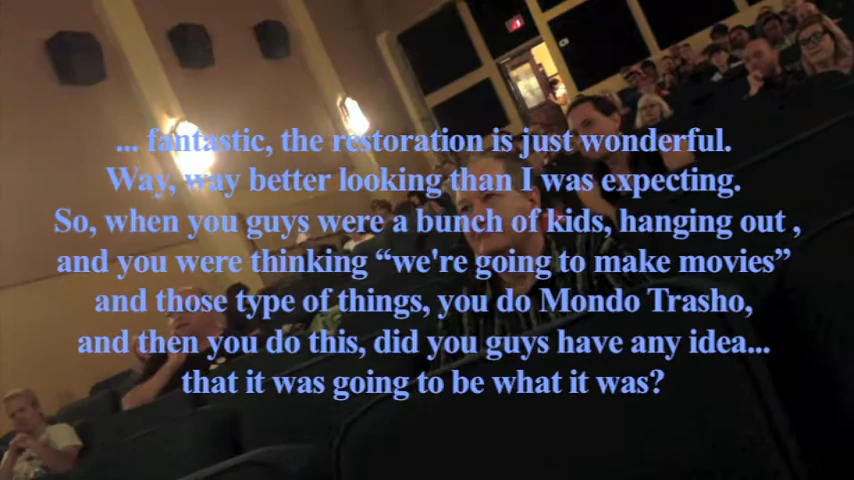 ... fantastic, the restoration is just wonderful.
Way, way better looking than I was expecting.
So, when you guys were a bunch of kids, hanging out ,
and you were thinking “we're going to make movies”
and those type of things, you do Mondo Trasho,
and then you do this, did you guys have any idea...
that it was going to be what it was?